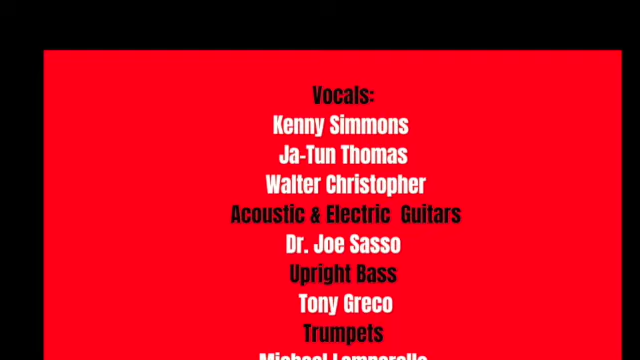 Vocals:
Kenny Simmons
Ja-Tun Thomas
Walter Christopher
Acoustic & Electric Guitars
Dr. Joe Sasso
Upright Bass
Tony Greco
Trumpets
Michael